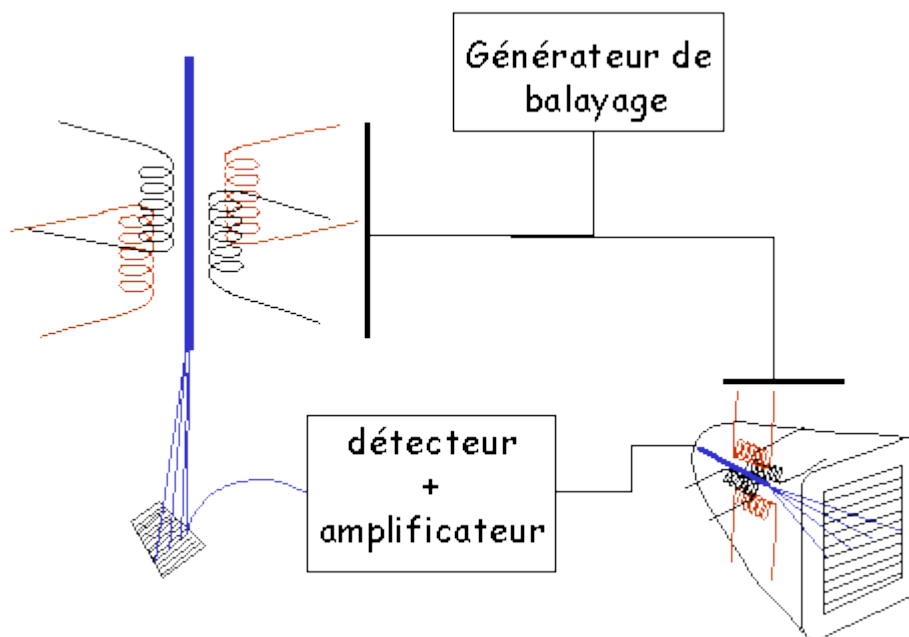 Générateur de
balayage
détecteur
+
amplificateur